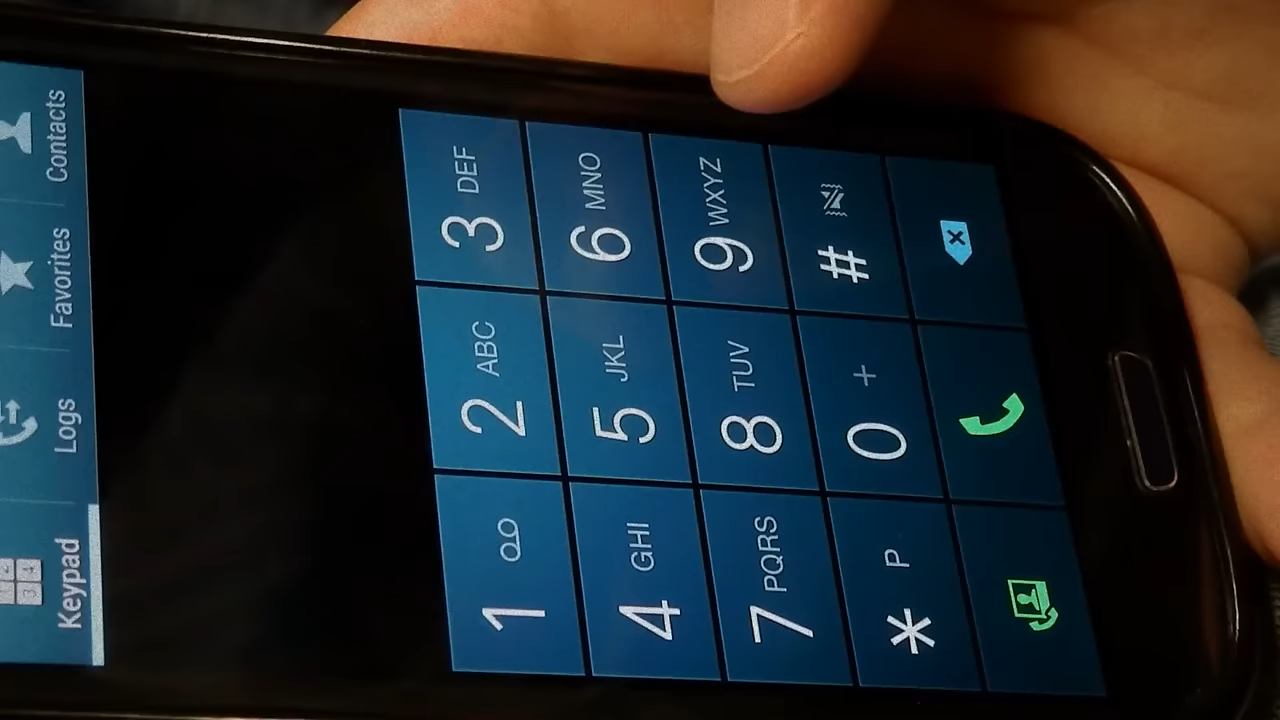 Keypad Logs Favorites Contacts
1 2 ABC 3 DEF
4 GHI 5 JKL 6 MNO
7 PQRS 8 TUV 9 WXYZ
* P 0 + #